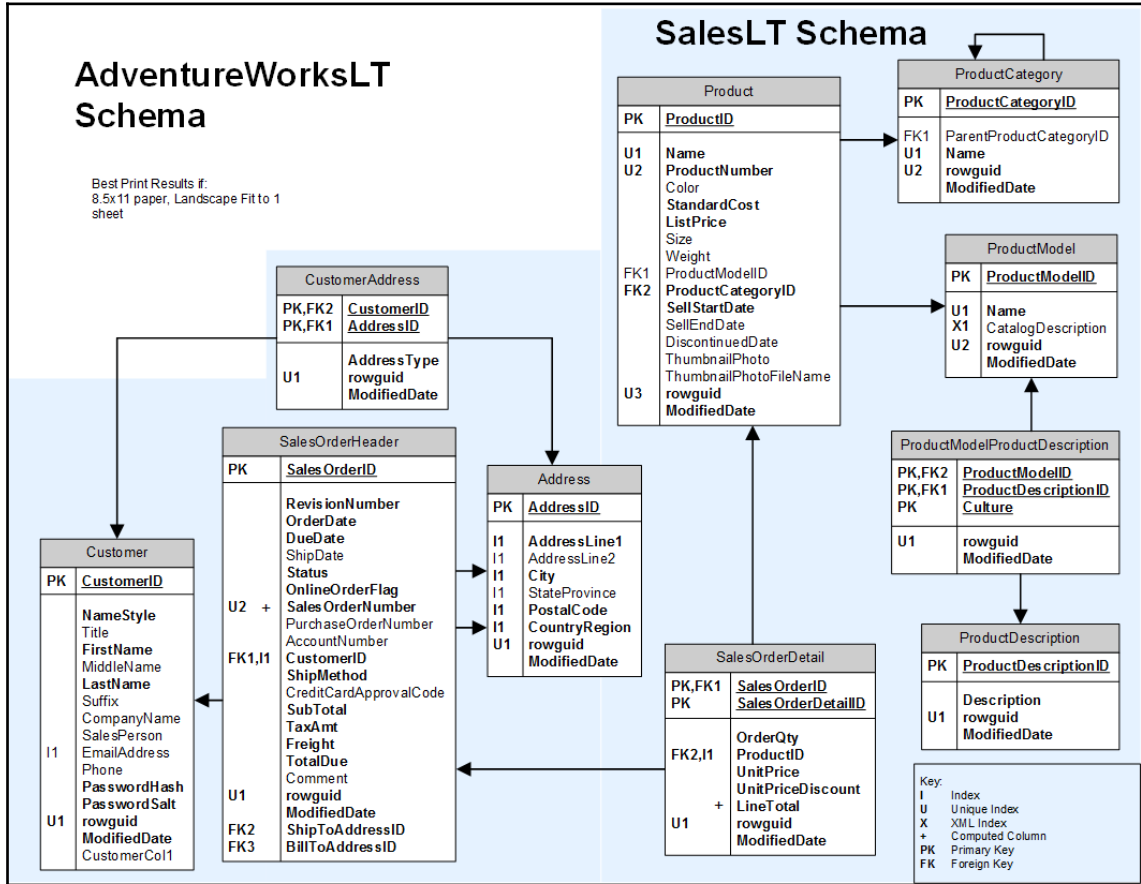 AdventureWorksLT
Schema
Best Print Results if:
8.5x11 paper, Landscape Fit to 1
sheet
SalesLT Schema
Product
PK ProductID
U1 Name
U2 ProductNumber
Color
StandardCost
ListPrice
Size
Weight
FK1 ProductModelID
FK2 ProductCategoryID
SellStartDate
SellEndDate
DiscontinuedDate
ThumbnailPhoto
ThumbnailPhotoFileName
U3 rowguid
ModifiedDate
ProductCategory
PK ProductCategoryID
FK1 ParentProductCategoryID
U1 Name
U2 rowguid
ModifiedDate
ProductModel
PK ProductModelID
U1 Name
X1 CatalogDescription
U2 rowguid
ModifiedDate
CustomerAddress
PK,FK2 CustomerID
PK,FK1 AddressID
AddressType
U1 rowguid
ModifiedDate
SalesOrderHeader
PK SalesOrderID
RevisionNumber
OrderDate
DueDate
ShipDate
Status
OnlineOrderFlag
U2 + SalesOrderNumber
PurchaseOrderNumber
AccountNumber
FK1,I1 CustomerID
ShipMethod
CreditCardApprovalCode
SubTotal
TaxAmt
Freight
TotalDue
Comment
U1 rowguid
ModifiedDate
FK2 ShipToAddressID
FK3 BillToAddressID
Address
PK AddressID
I1 AddressLine1
I1 AddressLine2
I1 City
I1 StateProvince
I1 PostalCode
I1 CountryRegion
U1 rowguid
ModifiedDate
ProductModelProductDescription
PK,FK2 ProductModelID
PK,FK1 ProductDescriptionID
PK Culture
U1 rowguid
ModifiedDate
Customer
PK CustomerID
NameStyle
Title
FirstName
MiddleName
LastName
Suffix
CompanyName
SalesPerson
I1 EmailAddress
Phone
PasswordHash
PasswordSalt
U1 rowguid
ModifiedDate
CustomerCol1
SalesOrderDetail
PK,FK1 SalesOrderID
PK SalesOrderDetailID
OrderQty
FK2,I1 ProductID
UnitPrice
UnitPriceDiscount
+ LineTotal
U1 rowguid
ModifiedDate
ProductDescription
PK ProductDescriptionID
Description
U1 rowguid
ModifiedDate
Key:
I Index
U Unique Index
X XML Index
+ Computed Column
PK Primary Key
FK Foreign Key